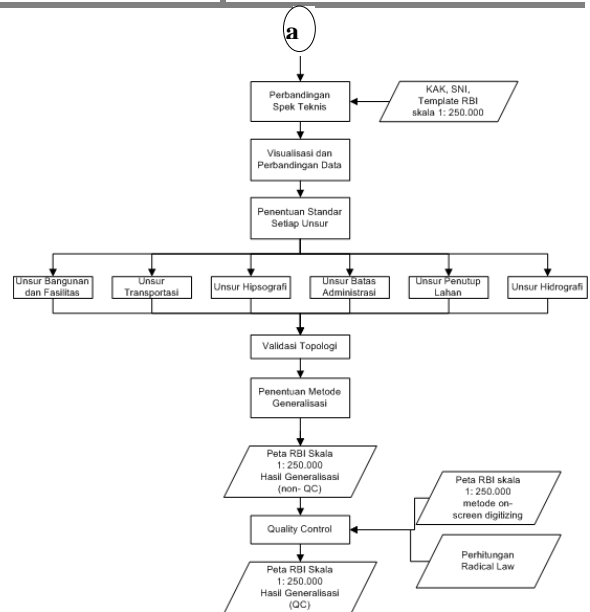 a
Perbandingan
Spek Teknis
KAK, SNI,
Template RBI
skala 1: 250.000
Visualisasi dan
Perbandingan Data
Penentuan Standar
Setiap Unsur
Unsur Bangunan
dan Fasilitas
Unsur
Transportasi
Unsur Hipsografi
Unsur Batas
Administrasi
Unsur Penutup
Lahan
Unsur Hidrografi
Validasi Topologi
Penentuan Metode
Generalisasi
Peta RBI Skala
1: 250.000
Hasil Generalisasi
(non- QC)
Peta RBI skala
1: 250.000
metode on-
screen digitizing
Quality Control
Perhitungan
Radical Law
Peta RBI Skala
1: 250.000
Hasil Generalisasi
(QC)